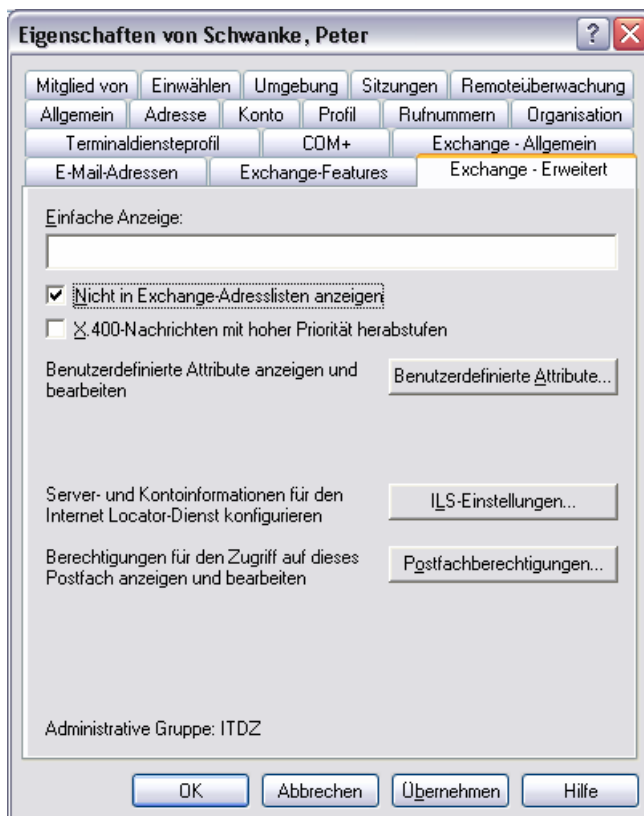 Eigenschaften von Schwanke, Peter
Mitglied von Einwählen Umgebung Sitzungen Remoteüberwachung
Allgemein Adresse Konto Profil Rufnummern Organisation
Terminaldiensteprofil COM+ Exchange - Allgemein
E-Mail-Adressen Exchange-Features Exchange - Erweitert
Einfache Anzeige:
Nicht in Exchange-Adresslisten anzeigen
X.400-Nachrichten mit hoher Priorität herabstufen
Benutzerdefinierte Attribute anzeigen und
bearbeiten
Benutzerdefinierte Attribute...
Server- und Kontoinformationen für den
Internet Locator-Dienst konfigurieren
ILS-Einstellungen...
Berechtigungen für den Zugriff auf dieses
Postfach anzeigen und bearbeiten
Postfachberechtigungen...
Administrative Gruppe: ITDZ
OK Abbrechen Übernehmen Hilfe